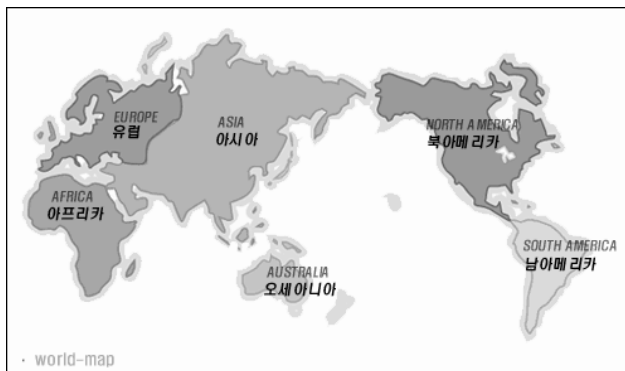 EUROPE
유럽
ASIA
아시아
NORTH AMERICA
북아메리카
AFRICA
아프리카
SOUTH AMERICA
남아메리카
AUSTRALIA
오세아니아
· world-map